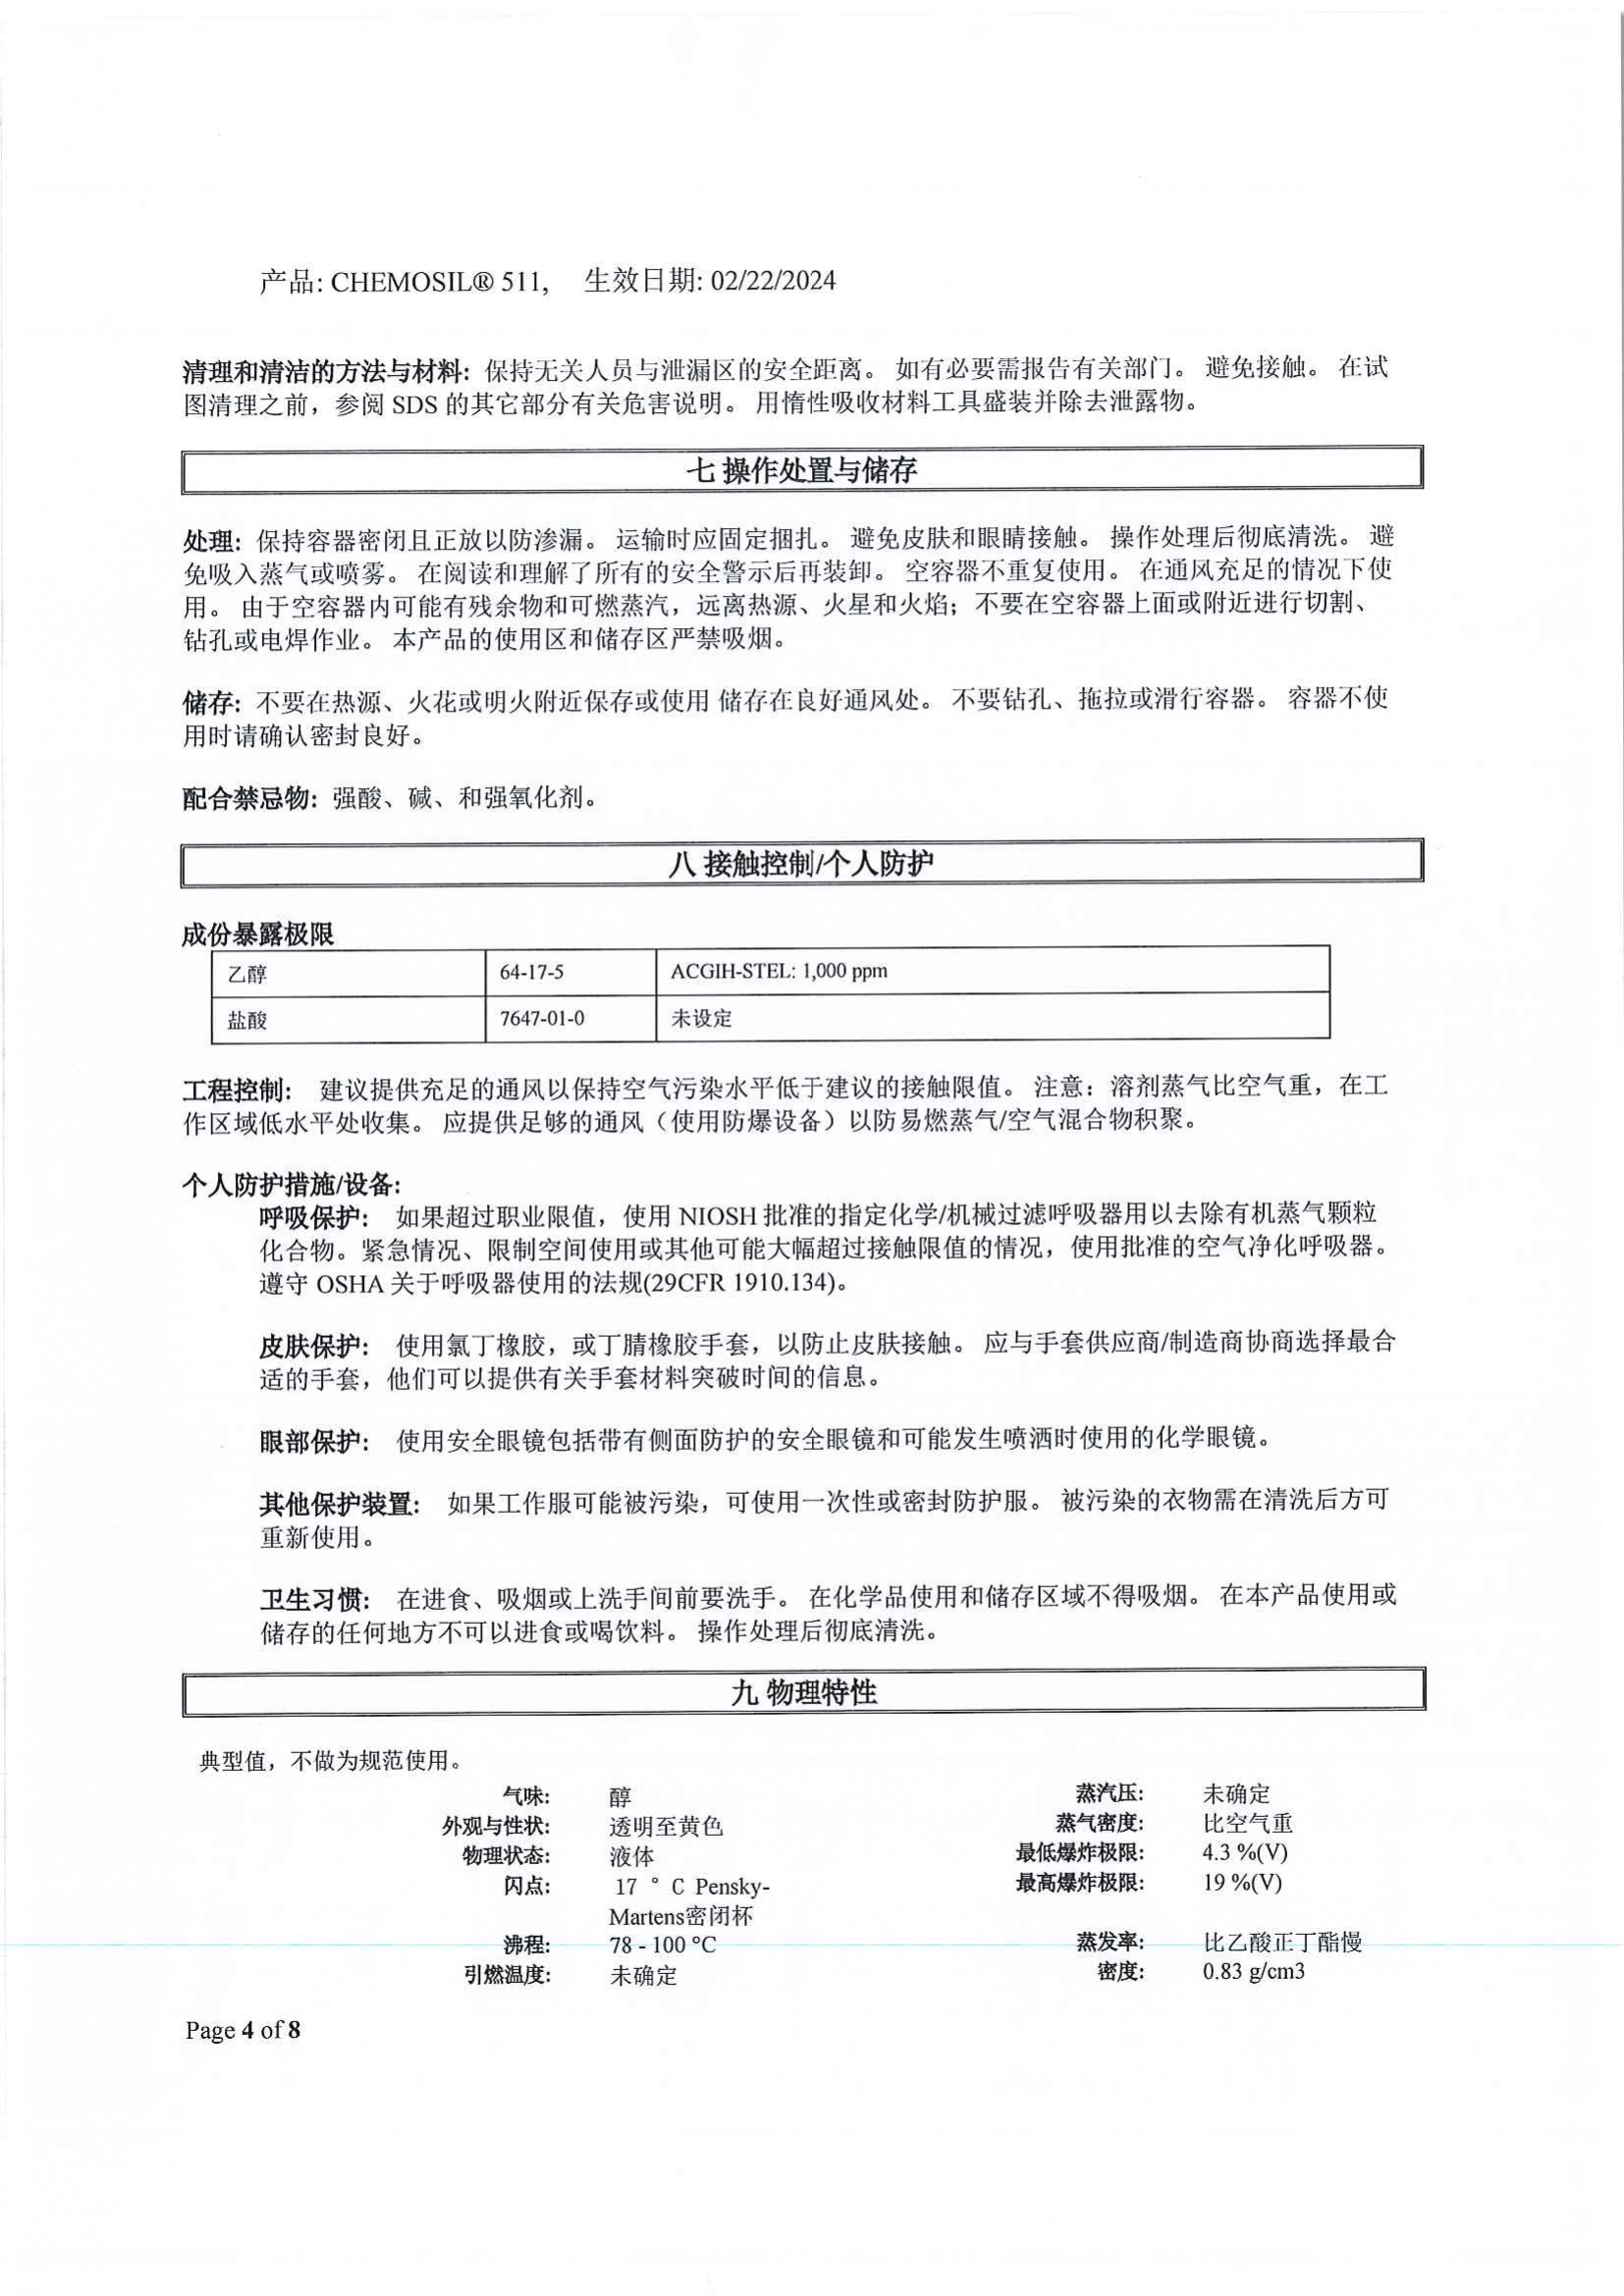 产品: CHEMOSIL® 511, 生效日期: 02/22/2024
清理和清洁的方法与材料: 保持无关人员与泄漏区的安全距离。 如有必要需报告有关部门。 避免接触。 在试
图清理之前，参阅 SDS 的其它部分有关危害说明。 用惰性吸收材料工具盛装并除去泄露物。
七 操作处置与储存
处理: 保持容器密闭且正放以防渗漏。 运输时应固定捆扎。 避免皮肤和眼睛接触。 操作处理后彻底清洗。 避
免吸入蒸气或喷雾。 在阅读和理解了所有的安全警示后再装卸。 空容器不重复使用。 在通风充足的情况下使
用。 由于空容器内可能有残余物和可燃蒸汽，远离热源、火星和火焰；不要在空容器上面或附近进行切割、
钻孔或电焊作业。 本产品的使用区和储存区严禁吸烟。
储存: 不要在热源、火花或明火附近保存或使用 储存在良好通风处。 不要钻孔、拖拉或滑行容器。 容器不使
用时请确认密封良好。
配合禁忌物: 强酸、碱、和强氧化剂。
八 接触控制/个人防护
成份暴露极限
乙醇 64-17-5 ACGIH-STEL: 1,000 ppm
盐酸 7647-01-0 未设定
工程控制: 建议提供充足的通风以保持空气污染水平低于建议的接触限值。 注意：溶剂蒸气比空气重，在工
作区域低水平处收集。 应提供足够的通风（使用防爆设备）以防易燃蒸气/空气混合物积聚。
个人防护措施/设备:
呼吸保护: 如果超过职业限值，使用 NIOSH 批准的指定化学/机械过滤呼吸器用以去除有机蒸气颗粒
化合物。紧急情况、限制空间使用或其他可能大幅超过接触限值的情况，使用批准的空气净化呼吸器。
遵守 OSHA 关于呼吸器使用的法规(29CFR 1910.134)。
皮肤保护: 使用氯丁橡胶，或丁腈橡胶手套，以防止皮肤接触。 应与手套供应商/制造商协商选择最合
适的手套，他们可以提供有关手套材料突破时间的信息。
眼部保护: 使用安全眼镜包括带有侧面防护的安全眼镜和可能发生喷洒时使用的化学眼镜。
其他保护装置: 如果工作服可能被污染，可使用一次性或密封防护服。 被污染的衣物需在清洗后方可
重新使用。
卫生习惯: 在进食、吸烟或上洗手间前要洗手。 在化学品使用和储存区域不得吸烟。 在本产品使用或
储存的任何地方不可以进食或喝饮料。 操作处理后彻底清洗。
九 物理特性
典型值，不做为规范使用。
气味: 醇 蒸汽压: 未确定
外观与性状: 透明至黄色 蒸气密度: 比空气重
物理状态: 液体 最低爆炸极限: 4.3 %(V)
闪点: 17 ° C Pensky- 最高爆炸极限: 19 %(V)
Martens密闭杯
沸程: 78 - 100 °C 蒸发率: 比乙酸正丁酯慢
引燃温度: 未确定 密度: 0.83 g/cm3
Page 4 of 8